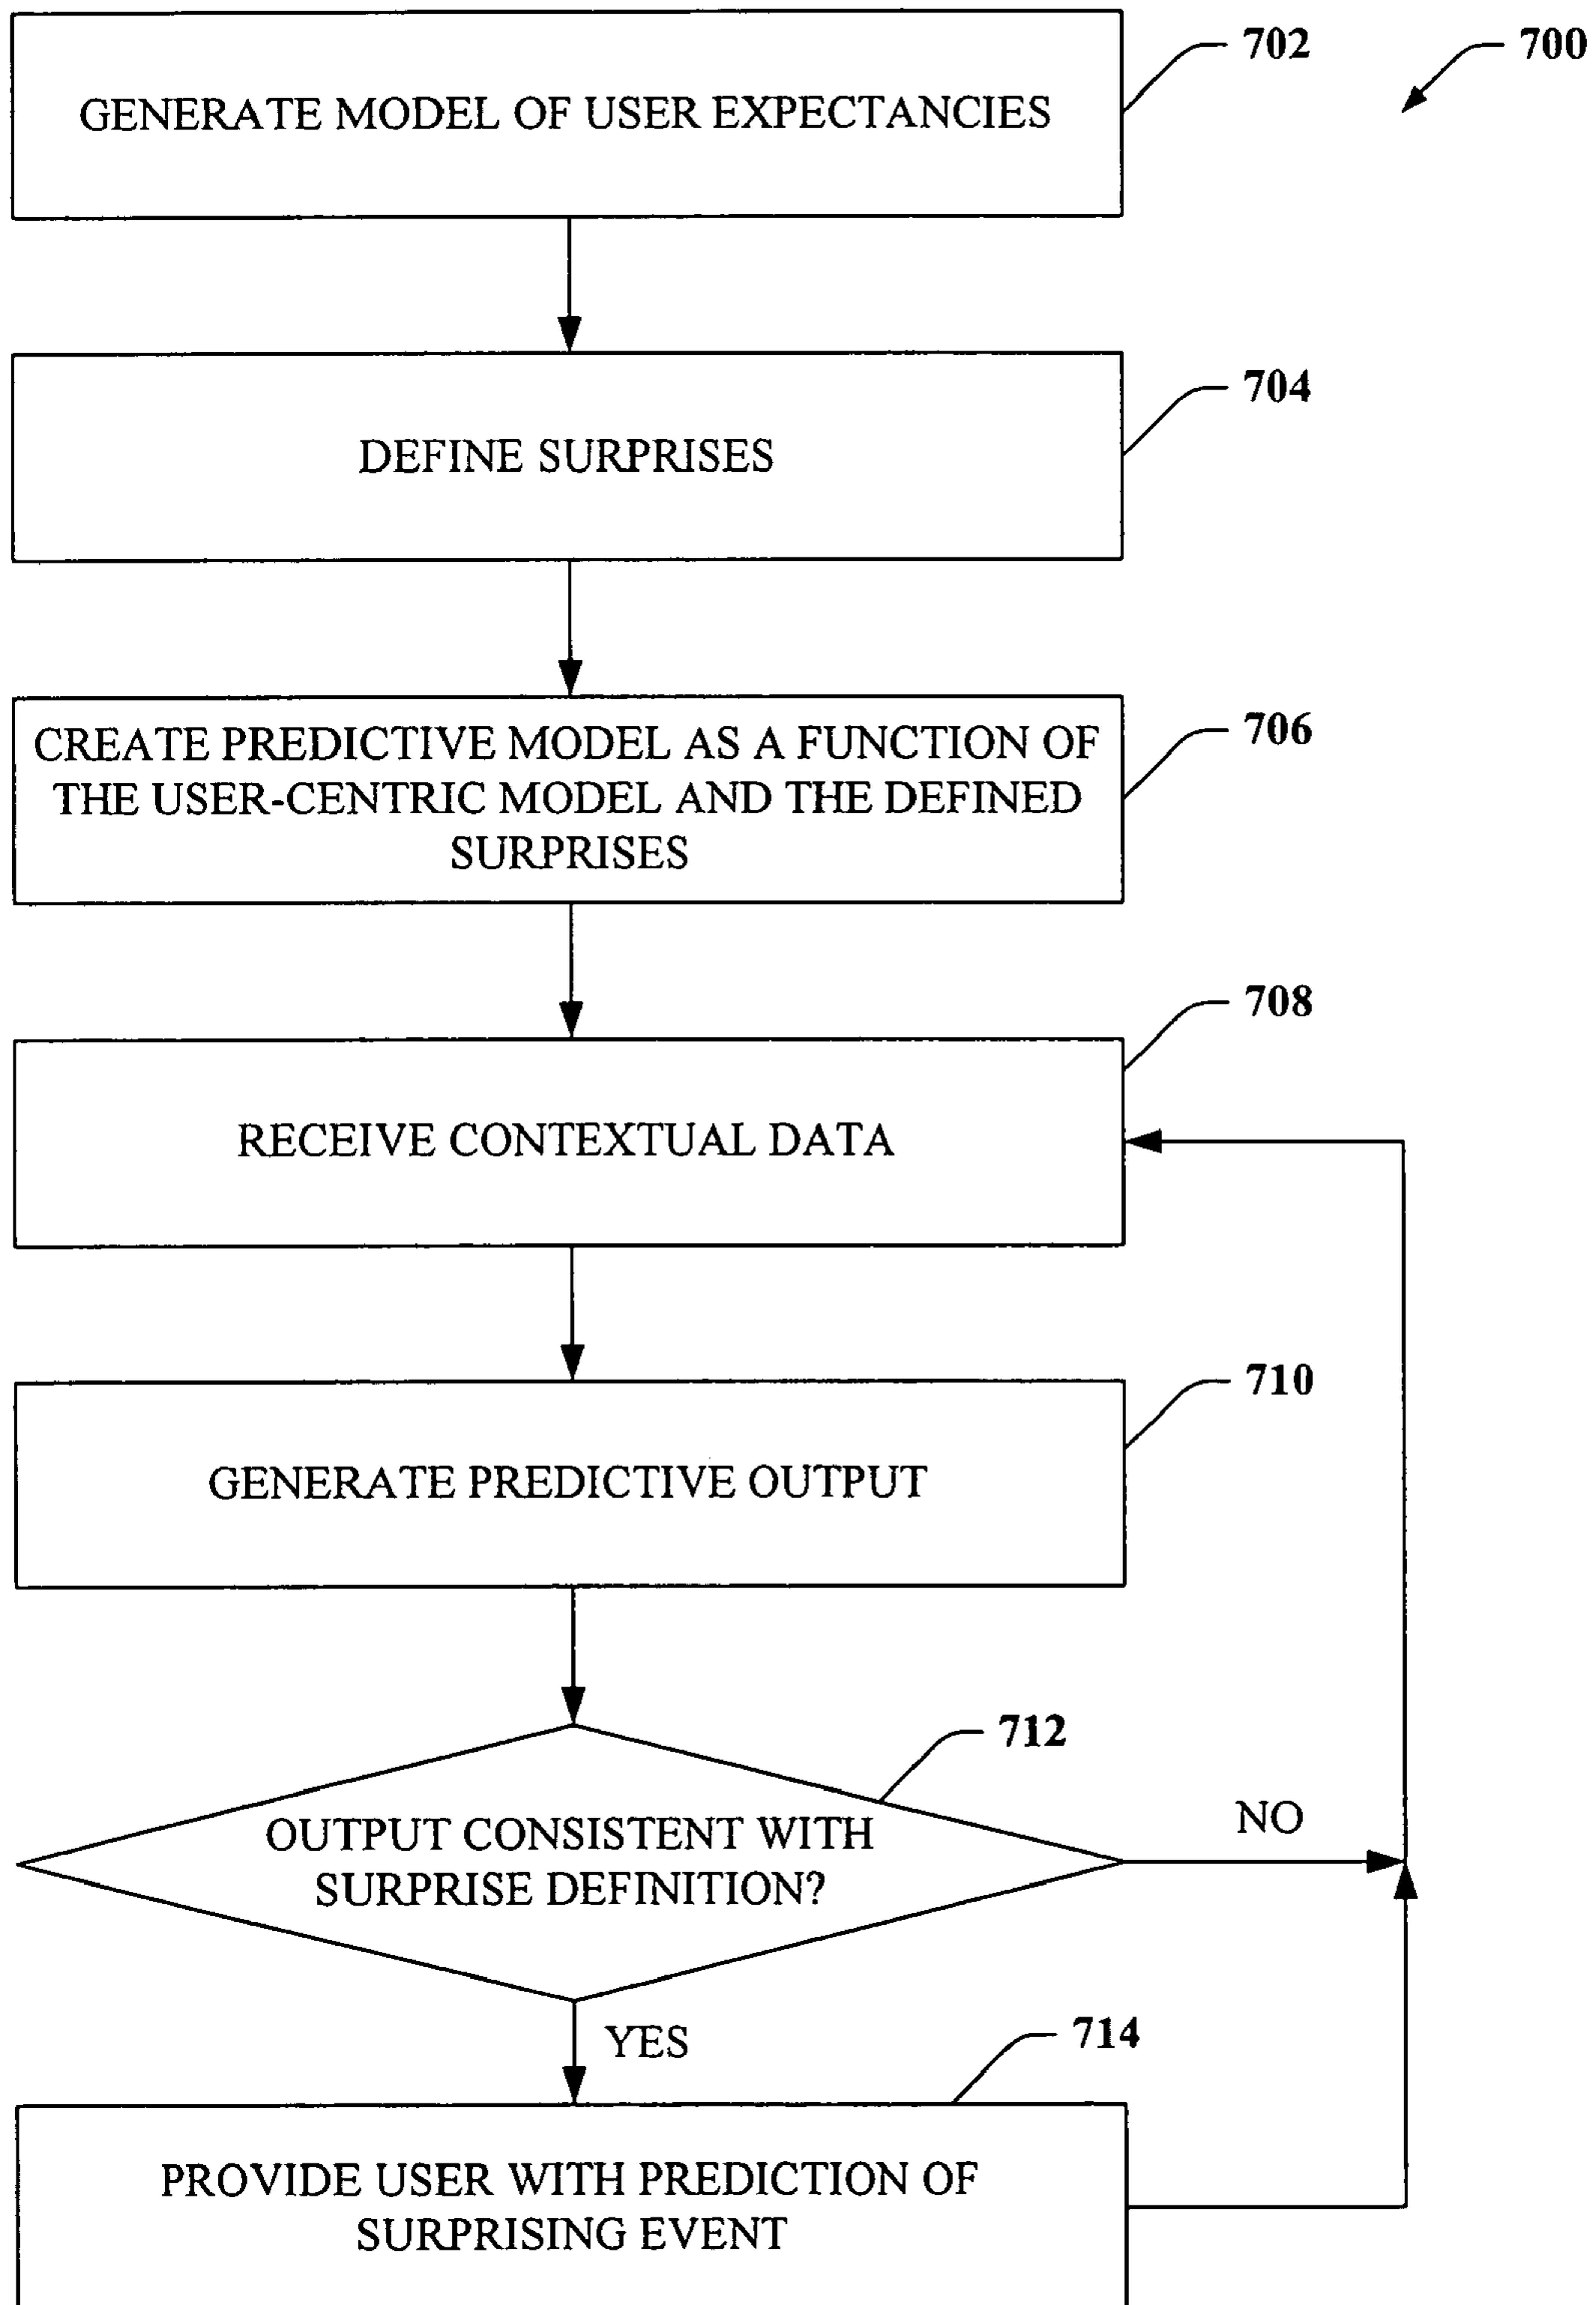 702
700
GENERATE MODEL OF USER EXPECTANCIES
704
DEFINE SURPRISES
706
CREATE PREDICTIVE MODEL AS A FUNCTION OF
THE USER-CENTRIC MODEL AND THE DEFINED
SURPRISES
708
RECEIVE CONTEXTUAL DATA
710
GENERATE PREDICTIVE OUTPUT
712
OUTPUT CONSISTENT WITH
SURPRISE DEFINITION?
NO
YES
714
PROVIDE USER WITH PREDICTION OF
SURPRISING EVENT